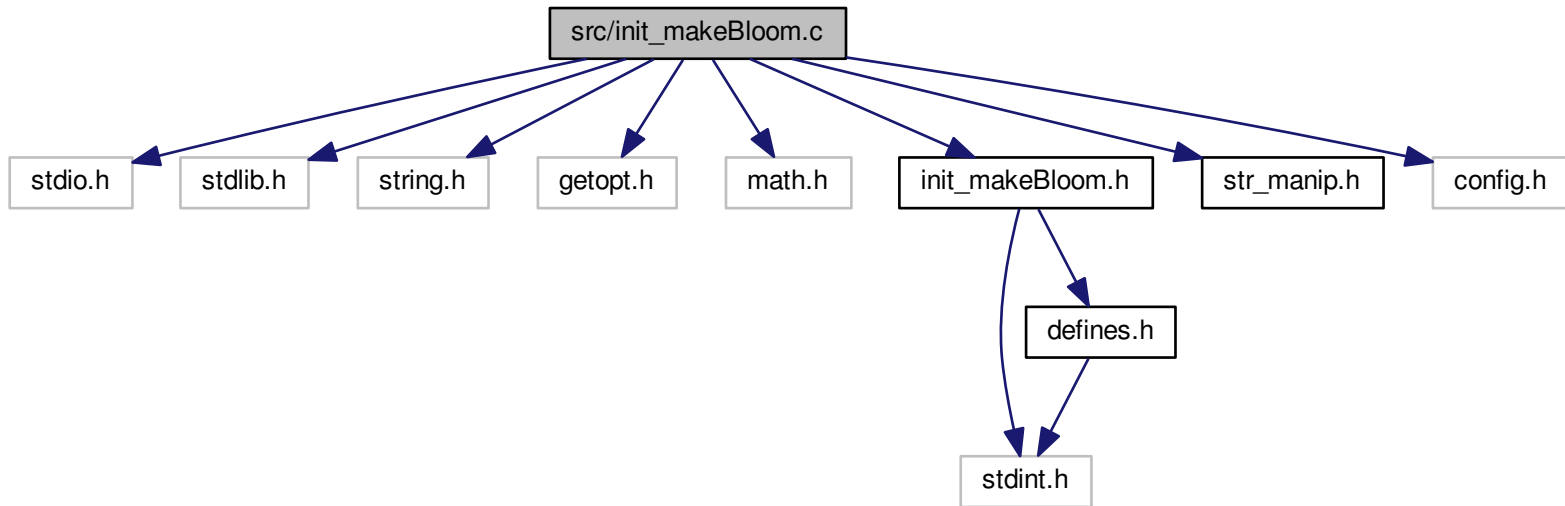 src/init_makeBloom.c
stdio.h
stdlib.h
string.h
getopt.h
math.h
init_makeBloom.h
str_manip.h
config.h
defines.h
stdint.h